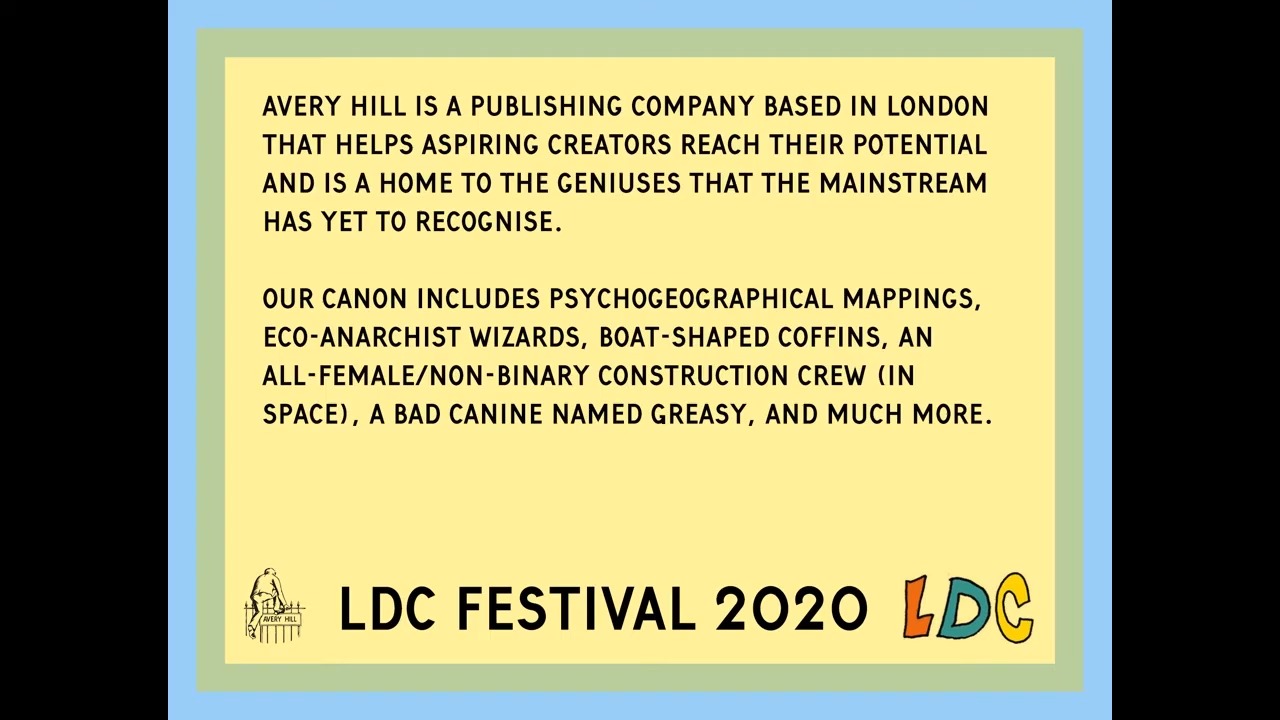 AVERY HILL IS A PUBLISHING COMPANY BASED IN LONDON
THAT HELPS ASPIRING CREATORS REACH THEIR POTENTIAL
AND IS A HOME TO THE GENIUSES THAT THE MAINSTREAM
HAS YET TO RECOGNISE.
OUR CANON INCLUDES PSYCHOGEOGRAPHICAL MAPPINGS,
ECO-ANARCHIST WIZARDS, BOAT-SHAPED COFFINS, AN
ALL-FEMALE/NON-BINARY CONSTRUCTION CREW (IN
SPACE), A BAD CANINE NAMED GREASY, AND MUCH MORE.
AVERY HILL
LDC FESTIVAL 2020
LDC